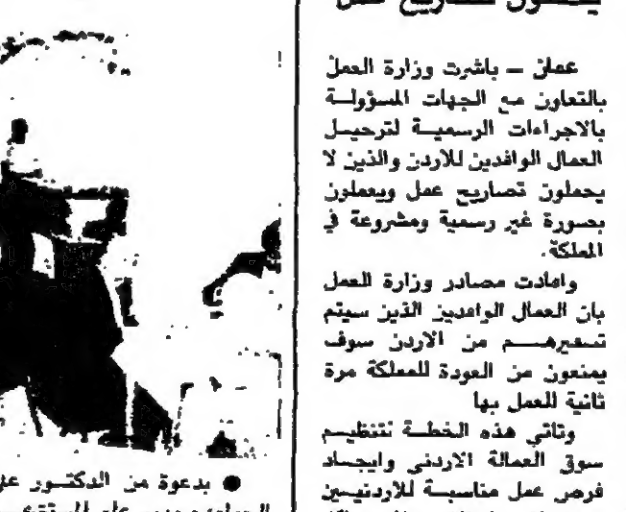 يحملون تصاريح عمل
عمان – باشرت وزارة العمل
بالتعاون مع الجهات المسؤولة
بالاجراءات الرسمية لترحيل
العمال الوافدين للاردن والذين لا
يحملون تصاريح عمل ويعملون
بصورة غير رسمية ومشروعة في
المملكة.
وافادت مصادر وزارة العمل
بان العمال الوافدين الذين سيتم
تسفيرهم من الاردن سوف
يمنعون من العودة للمملكة مرة
ثانية للعمل بها
وتاتي هذه الخطة لتنظيم
سوق العمالة الاردني وايجاد
فرص عمل مناسبة للاردنيين
● بدعوة من الدكتور